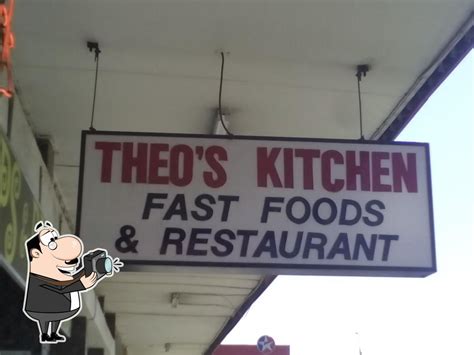 THEO'S KITCHEN
FAST FOODS
& RESTAURANT